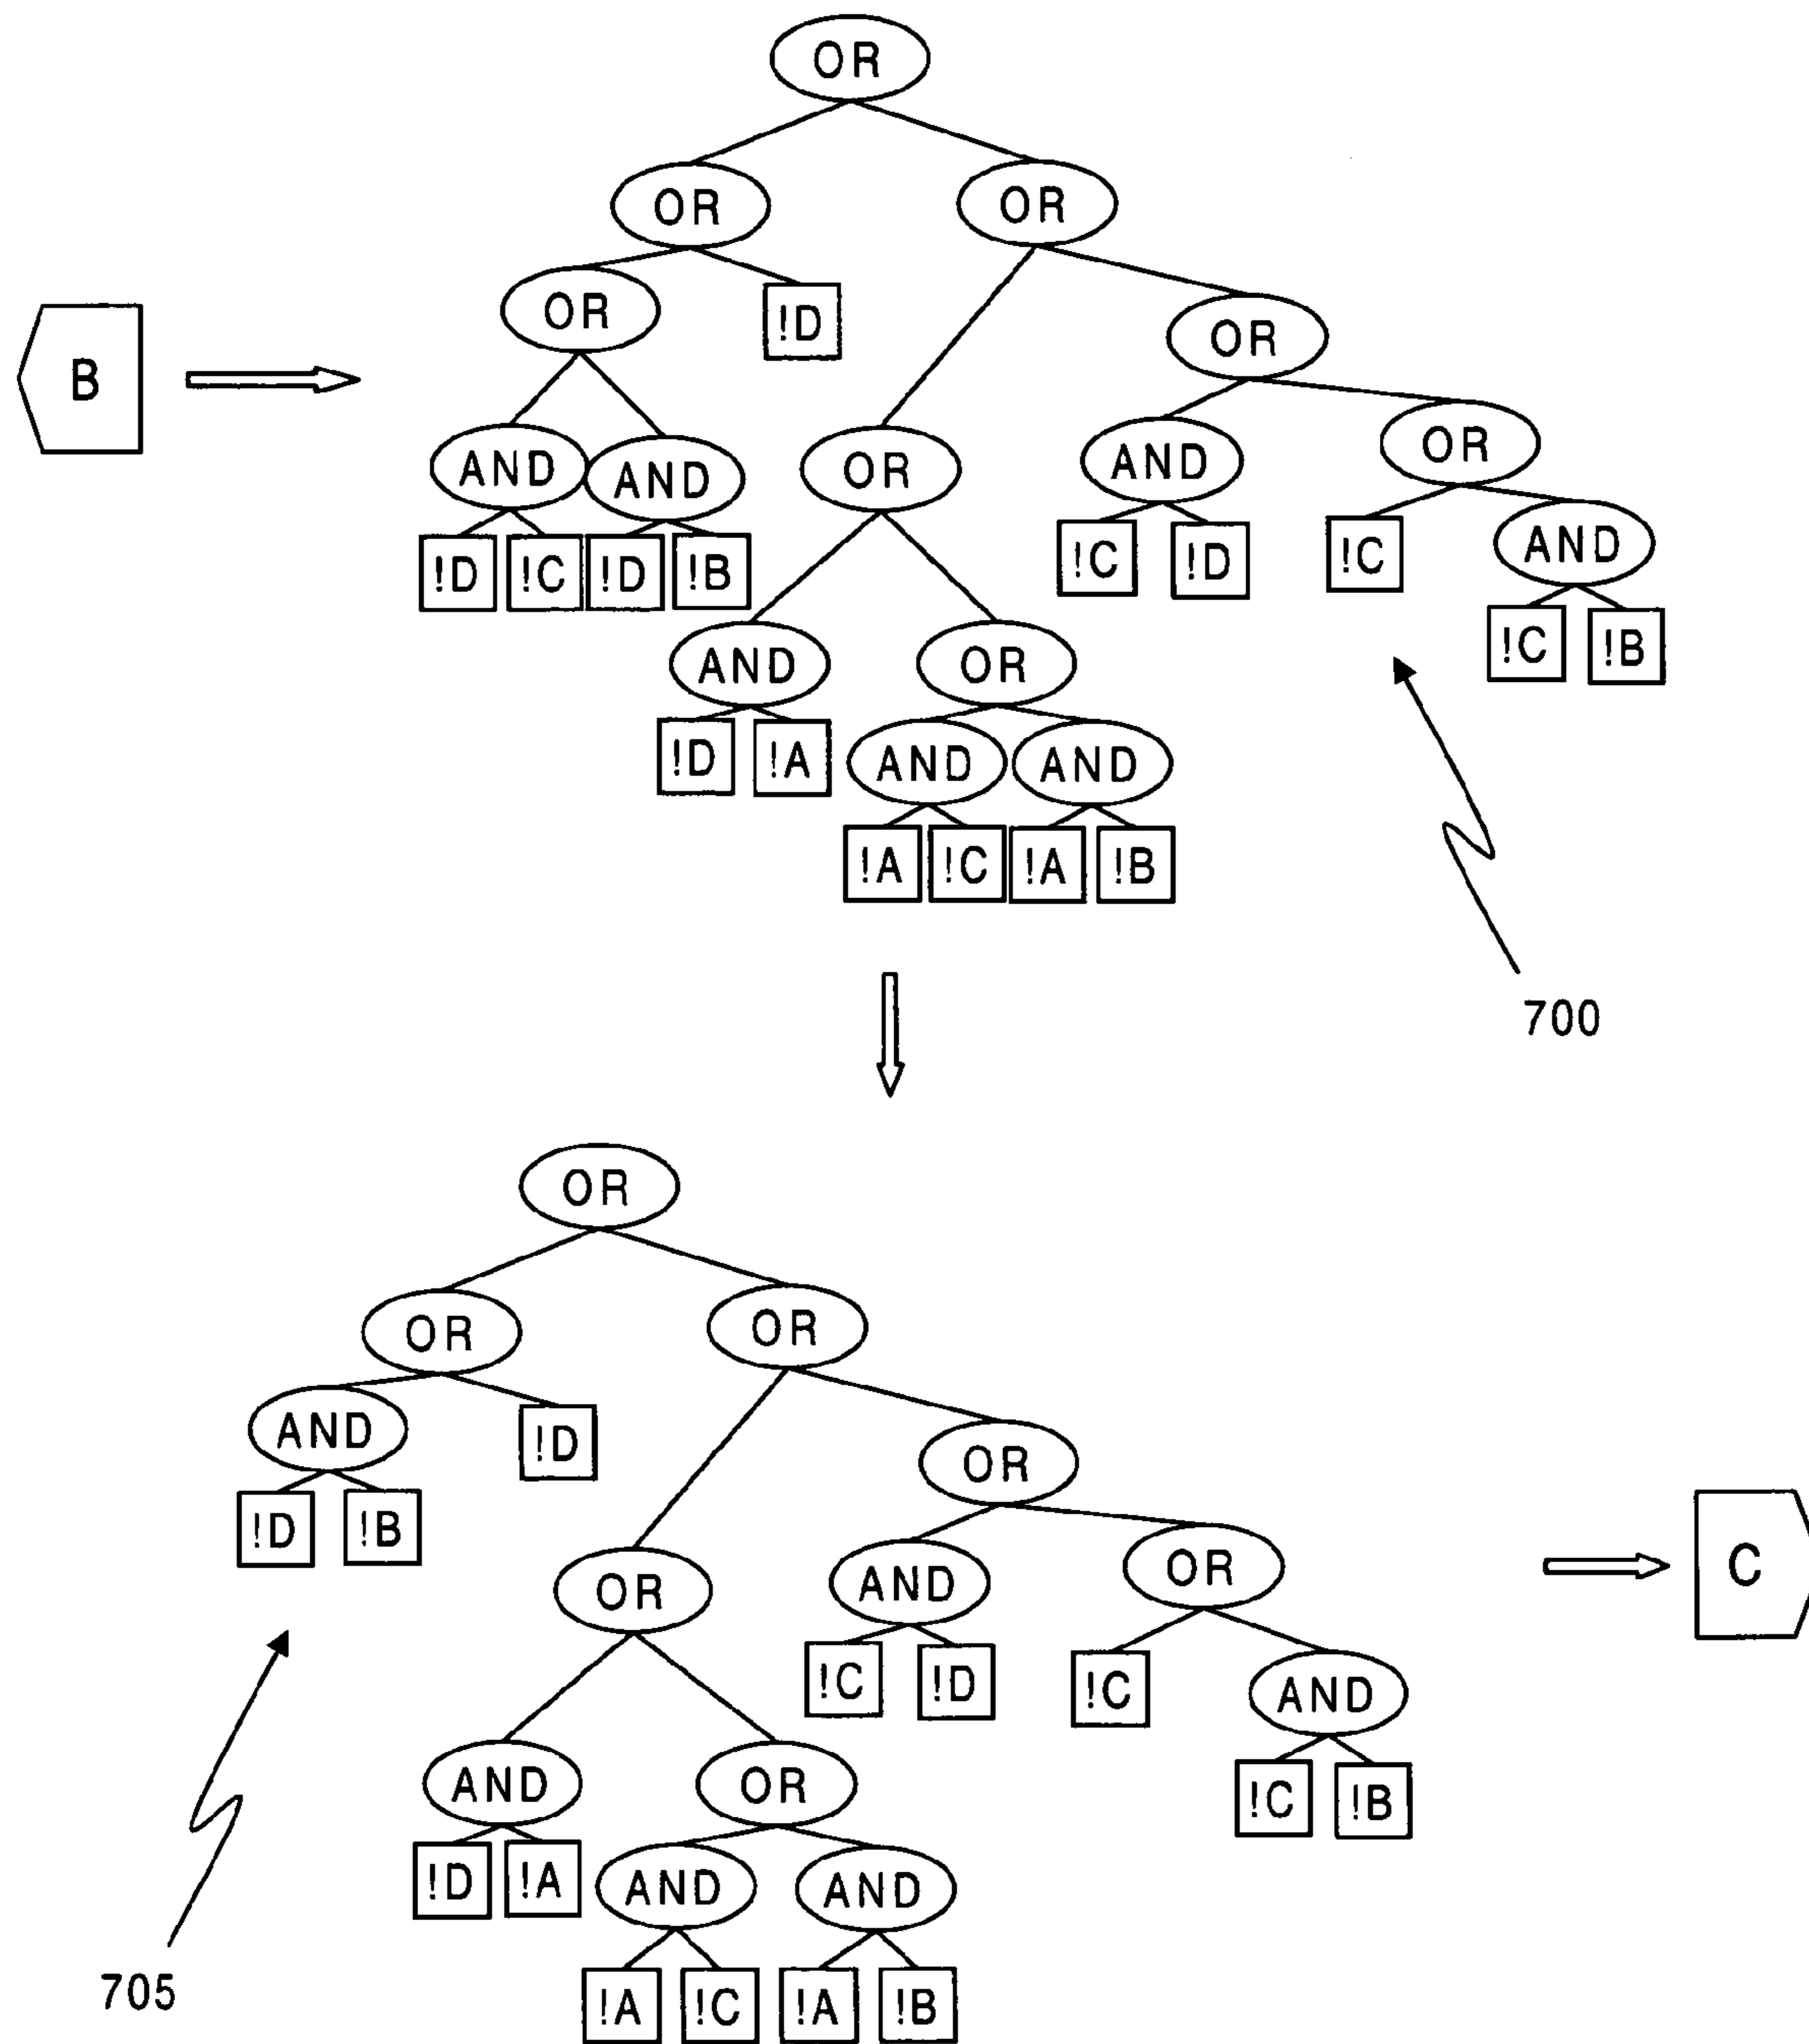 OR
OR OR
OR !D OR
B
AND AND OR AND OR
!D !C !D !B !C !D !C AND
AND OR !C !B
!D !A AND AND
!A !C !A !B
700
OR
OR OR
AND !D OR
!D !B OR AND OR C
!C !D !C AND
AND OR !C !B
!D !A AND AND
!A !C !A !B
705